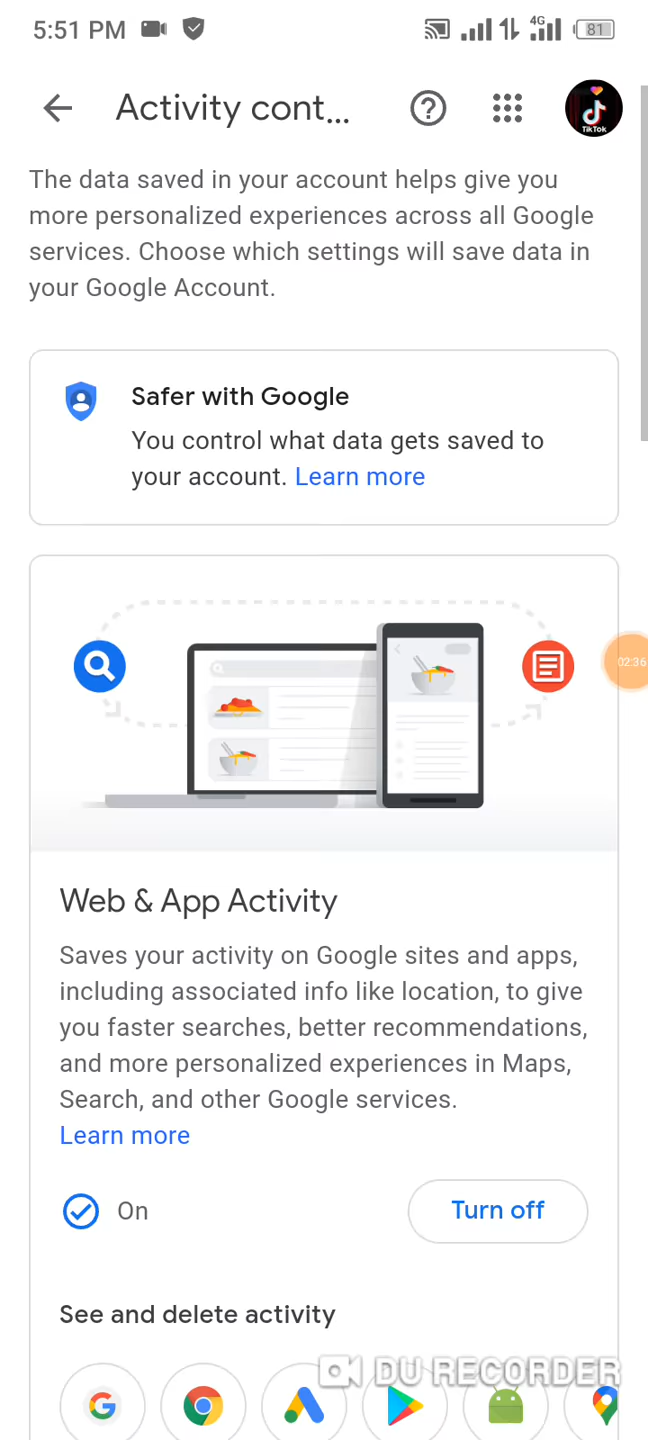 5:51 PM
4G
81
Activity cont...
TikTok
The data saved in your account helps give you
more personalized experiences across all Google
services. Choose which settings will save data in
your Google Account.
Safer with Google
You control what data gets saved to
your account. Learn more
02:36
Web & App Activity
Saves your activity on Google sites and apps,
including associated info like location, to give
you faster searches, better recommendations,
and more personalized experiences in Maps,
Search, and other Google services.
Learn more
On
Turn off
See and delete activity
DU RECORDER